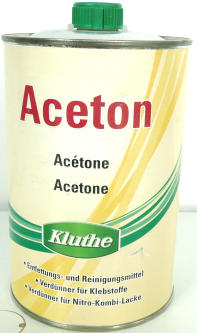 Aceton
Acétone
Acetone
Kluthe
• Entfettungs- und Reinigungsmittel
• Verdünner für Klebstoffe
• Verdünner für Nitro-Kombi-Lacke